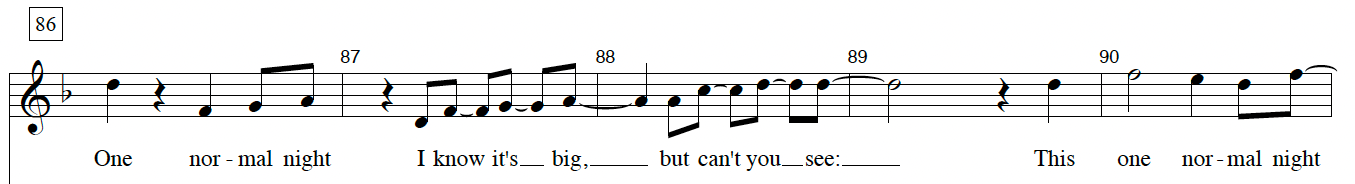 86
87 88 89 90
One nor - mal night I know it's big, but can't you see: This one nor - mal night